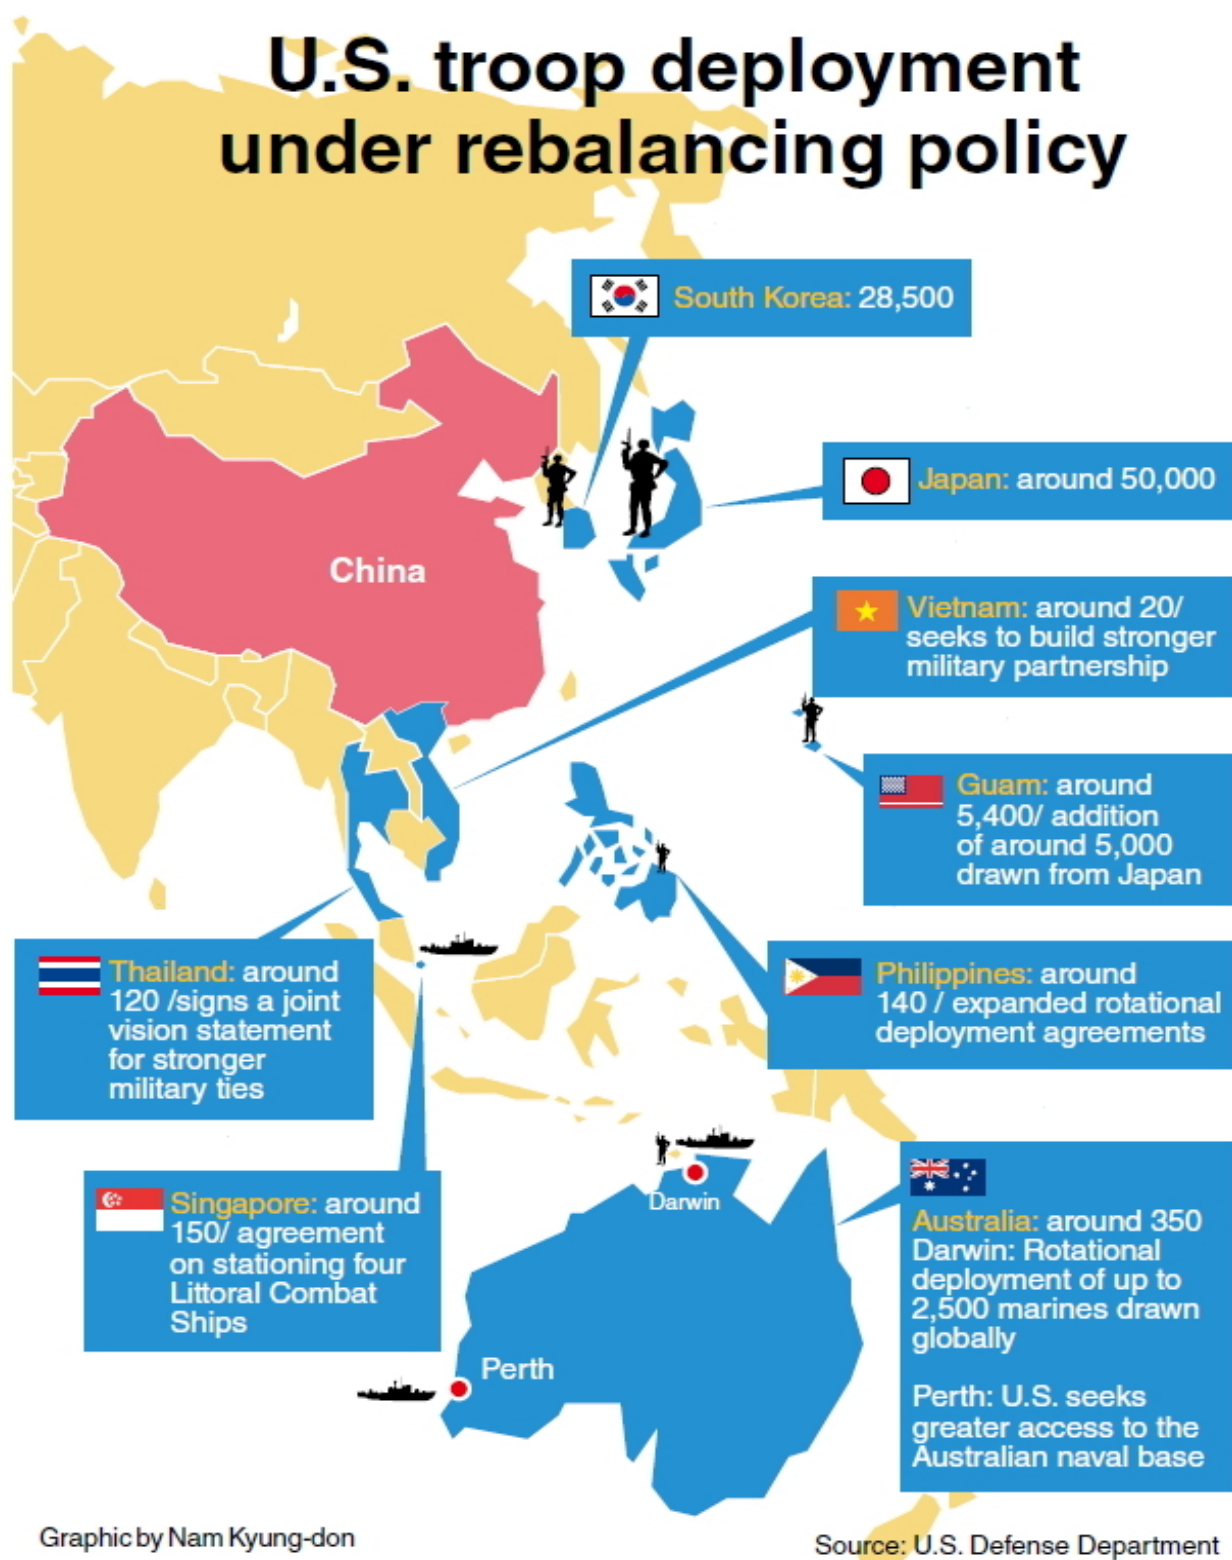 U.S. troop deployment
under rebalancing policy
South Korea: 28,500
Japan: around 50,000
China
Vietnam: around 20/
seeks to build stronger
military partnership
Guam: around
5,400/ addition
of around 5,000
drawn from Japan
Thailand: around
120 /signs a joint
vision statement
for stronger
military ties
Philippines: around
140 / expanded rotational
deployment agreements
Singapore: around
150/ agreement
on stationing four
Littoral Combat
Ships
Darwin
Australia: around 350
Darwin: Rotational
deployment of up to
2,500 marines drawn
globally
Perth: U.S. seeks
greater access to the
Australian naval base
Perth
Graphic by Nam Kyung-don
Source: U.S. Defense Department